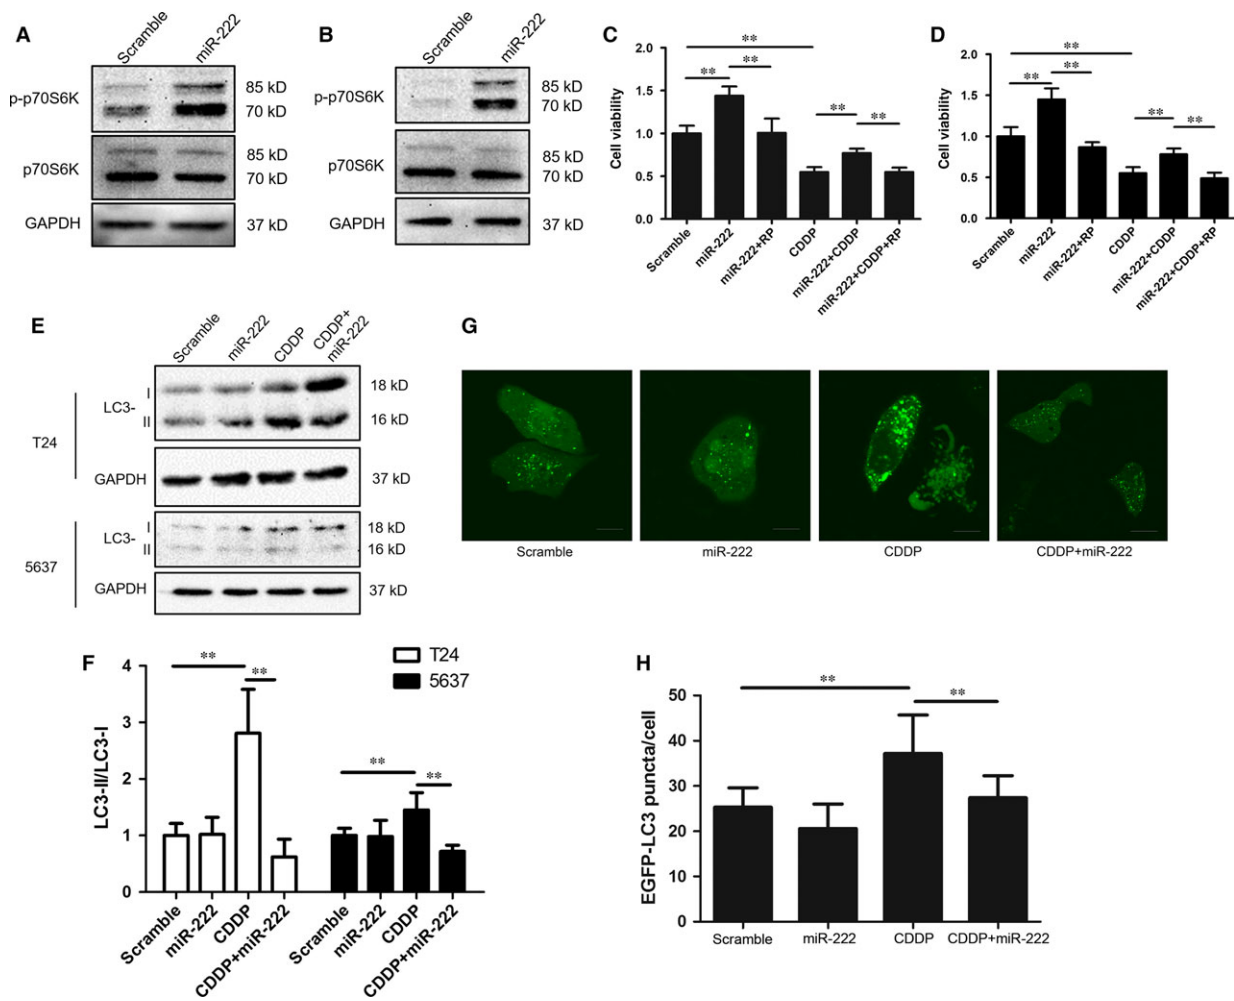 A
Scramble
miR-222
p-p70S6K
85 kD
70 kD
p70S6K
85 kD
70 kD
GAPDH
37 kD
B
Scramble
miR-222
p-p70S6K
85 kD
70 kD
p70S6K
85 kD
70 kD
GAPDH
37 kD
C
Cell viability
2.0
1.5
1.0
0.5
0.0
**
**
**
**
**
Scramble
miR-222
miR-222+RP
CDDP
miR-222+CDDP
miR-222+CDDP+RP
D
Cell viability
2.0
1.5
1.0
0.5
0.0
**
**
**
**
**
Scramble
miR-222
miR-222+RP
CDDP
miR-222+CDDP
miR-222+CDDP+RP
E
Scramble
miR-222
CDDP
CDDP+
miR-222
T24
LC3-
I
II
18 kD
16 kD
GAPDH
37 kD
5637
LC3-
I
II
18 kD
16 kD
GAPDH
37 kD
G
Scramble
miR-222
CDDP
CDDP+miR-222
F
LC3-II/LC3-I
4
3
2
1
0
**
**
**
**
T24
5637
Scramble
miR-222
CDDP
CDDP+miR-222
Scramble
miR-222
CDDP
CDDP+miR-222
H
EGFP-LC3 puncta/cell
50
40
30
20
10
0
**
**
Scramble
miR-222
CDDP
CDDP+miR-222